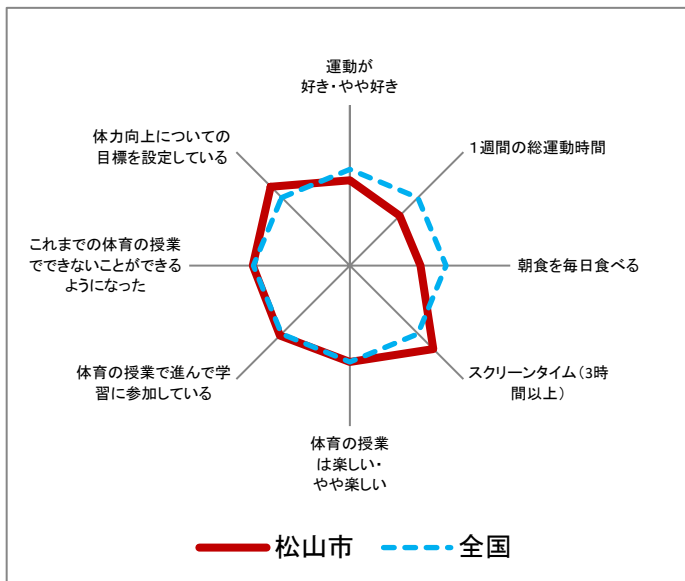 運動が
好き・やや好き
1週間の総運動時間
朝食を毎日食べる
スクリーンタイム(3時
間以上)
体育の授業
は楽しい・
やや楽しい
体育の授業で進んで学
習に参加している
これまでの体育の授業
でできないことができる
ようになった
体力向上についての
目標を設定している
松山市
全国